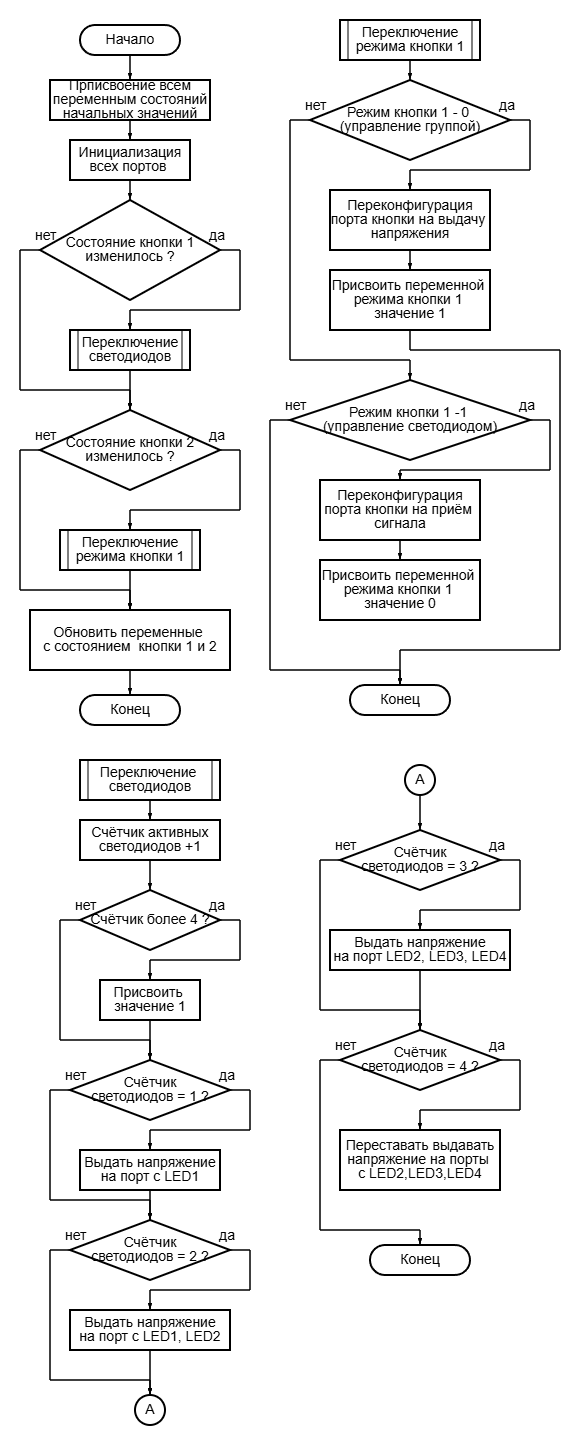 Начало
Прписвоение всем
переменным состояний
начальных значений
Инициализация
всех портов
нет
да
Состояние кнопки 1
изменилось ?
Переключение
светодиодов
нет
да
Состояние кнопки 2
изменилось ?
Переключение
режима кнопки 1
Обновить переменные
с состоянием кнопки 1 и 2
Конец
Переключение
режима кнопки 1
нет
да
Режим кнопки 1 - 0
(управление группой)
Переконфигурация
порта кнопки на выдачу
напряжения
Присвоить переменной
режима кнопки 1
значение 1
нет
да
Режим кнопки 1 -1
(управление светодиодом)
Переконфигурация
порта кнопки на приём
сигнала
Присвоить переменной
режима кнопки 1
значение 0
Конец
Переключение
светодиодов
Счётчик активных
светодиодов +1
нет
да
Счётчик более 4 ?
Присвоить
значение 1
нет
да
Счётчик
светодиодов = 1 ?
Выдать напряжение
на порт с LED1
нет
да
Счётчик
светодиодов = 2 ?
Выдать напряжение
на порт с LED1, LED2
А
А
нет
да
Счётчик
светодиодов = 3 ?
Выдать напряжение
на порт LED2, LED3, LED4
нет
да
Счётчик
светодиодов = 4 ?
Переставать выдавать
напряжение на порты
с LED2,LED3,LED4
Конец